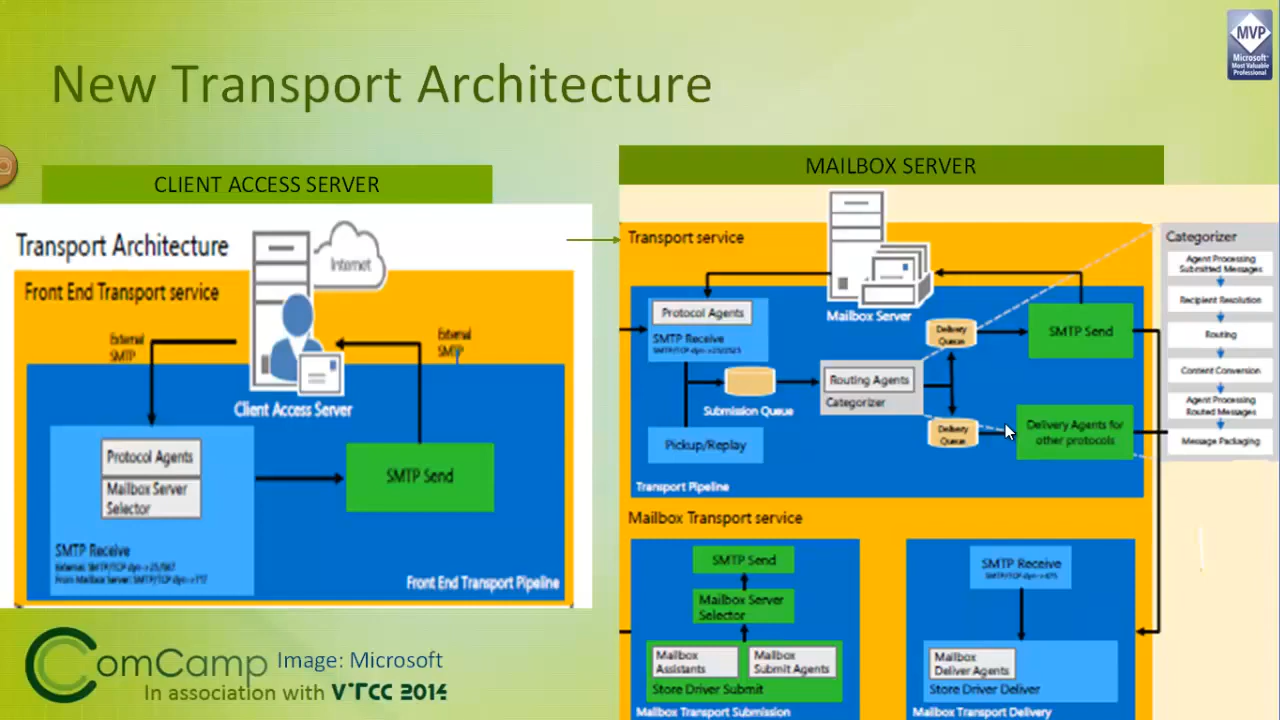 New Transport Architecture
MVP
Microsoft®
Most Valuable
Professional
CLIENT ACCESS SERVER
Transport Architecture
Internet
Front End Transport service
External
SMTP
External
SMTP
Client Access Server
Protocol Agents
Mailbox Server
Selector
SMTP Send
SMTP Receive
Front End Transport Pipeline
MAILBOX SERVER
Transport service
Mailbox Server
Protocol Agents
SMTP Receive
Submission Queue
Pickup/Replay
Routing Agents
Categorizer
Delivery
Queue
Delivery
Queue
SMTP Send
Delivery Agents for
other protocols
Transport Pipeline
Categorizer
Agent Processing
Submitted Messages
Recipient Resolution
Routing
Content Conversion
Agent Processing
Routed Messages
Message Packaging
Mailbox Transport service
SMTP Send
Mailbox Server
Selector
Mailbox
Assistants
Mailbox
Submit Agents
Store Driver Submit
Mailbox Transport Submission
SMTP Receive
Mailbox
Deliver Agents
Store Driver Deliver
Mailbox Transport Delivery
ComCamp
Image: Microsoft
In association with VTCC 2014